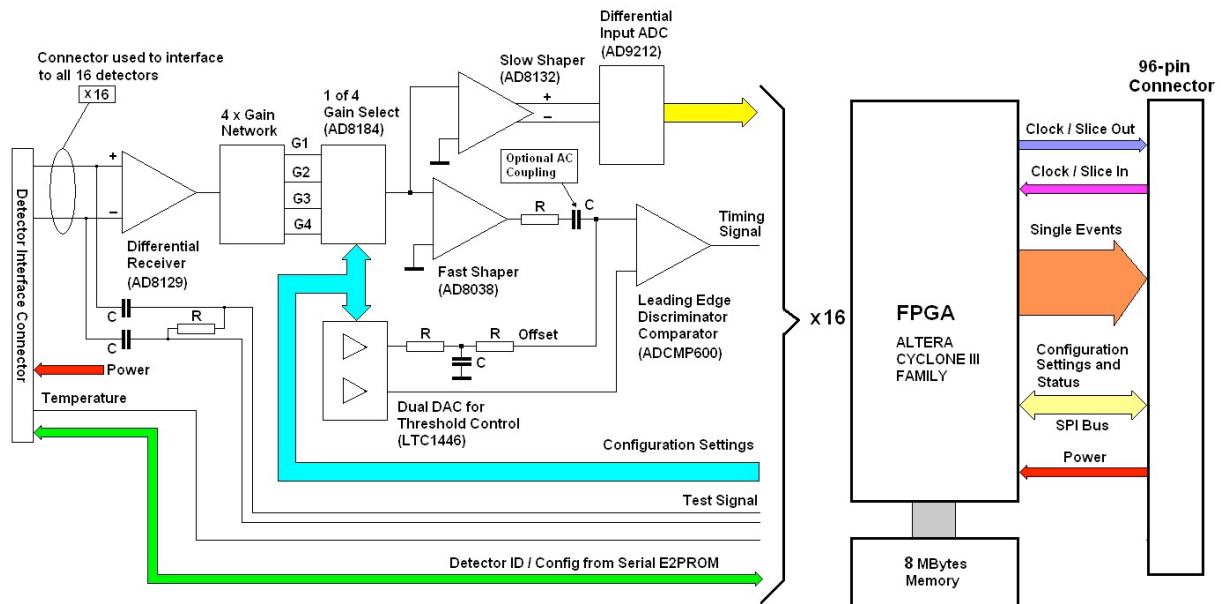 Connector used to interface
to all 16 detectors
x 16
Detector Interface Connector
+
−
Differential
Receiver
(AD8129)
4 x Gain
Network
G1
G2
G3
G4
1 of 4
Gain Select
(AD8184)
Slow Shaper
(AD8132)
+
−
Differential
Input ADC
(AD9212)
Fast Shaper
(AD8038)
R
Optional AC
Coupling
C
Timing
Signal
Leading Edge
Discriminator
Comparator
(ADCMP600)
C
C
R
R
R
C
Offset
Dual DAC for
Threshold Control
(LTC1446)
Power
Temperature
Configuration Settings
Test Signal
Detector ID / Config from Serial E2PROM
x 16
FPGA
ALTERA
CYCLONE III
FAMILY
8 MBytes
Memory
96-pin
Connector
Clock / Slice Out
Clock / Slice In
Single Events
Configuration
Settings and
Status
SPI Bus
Power